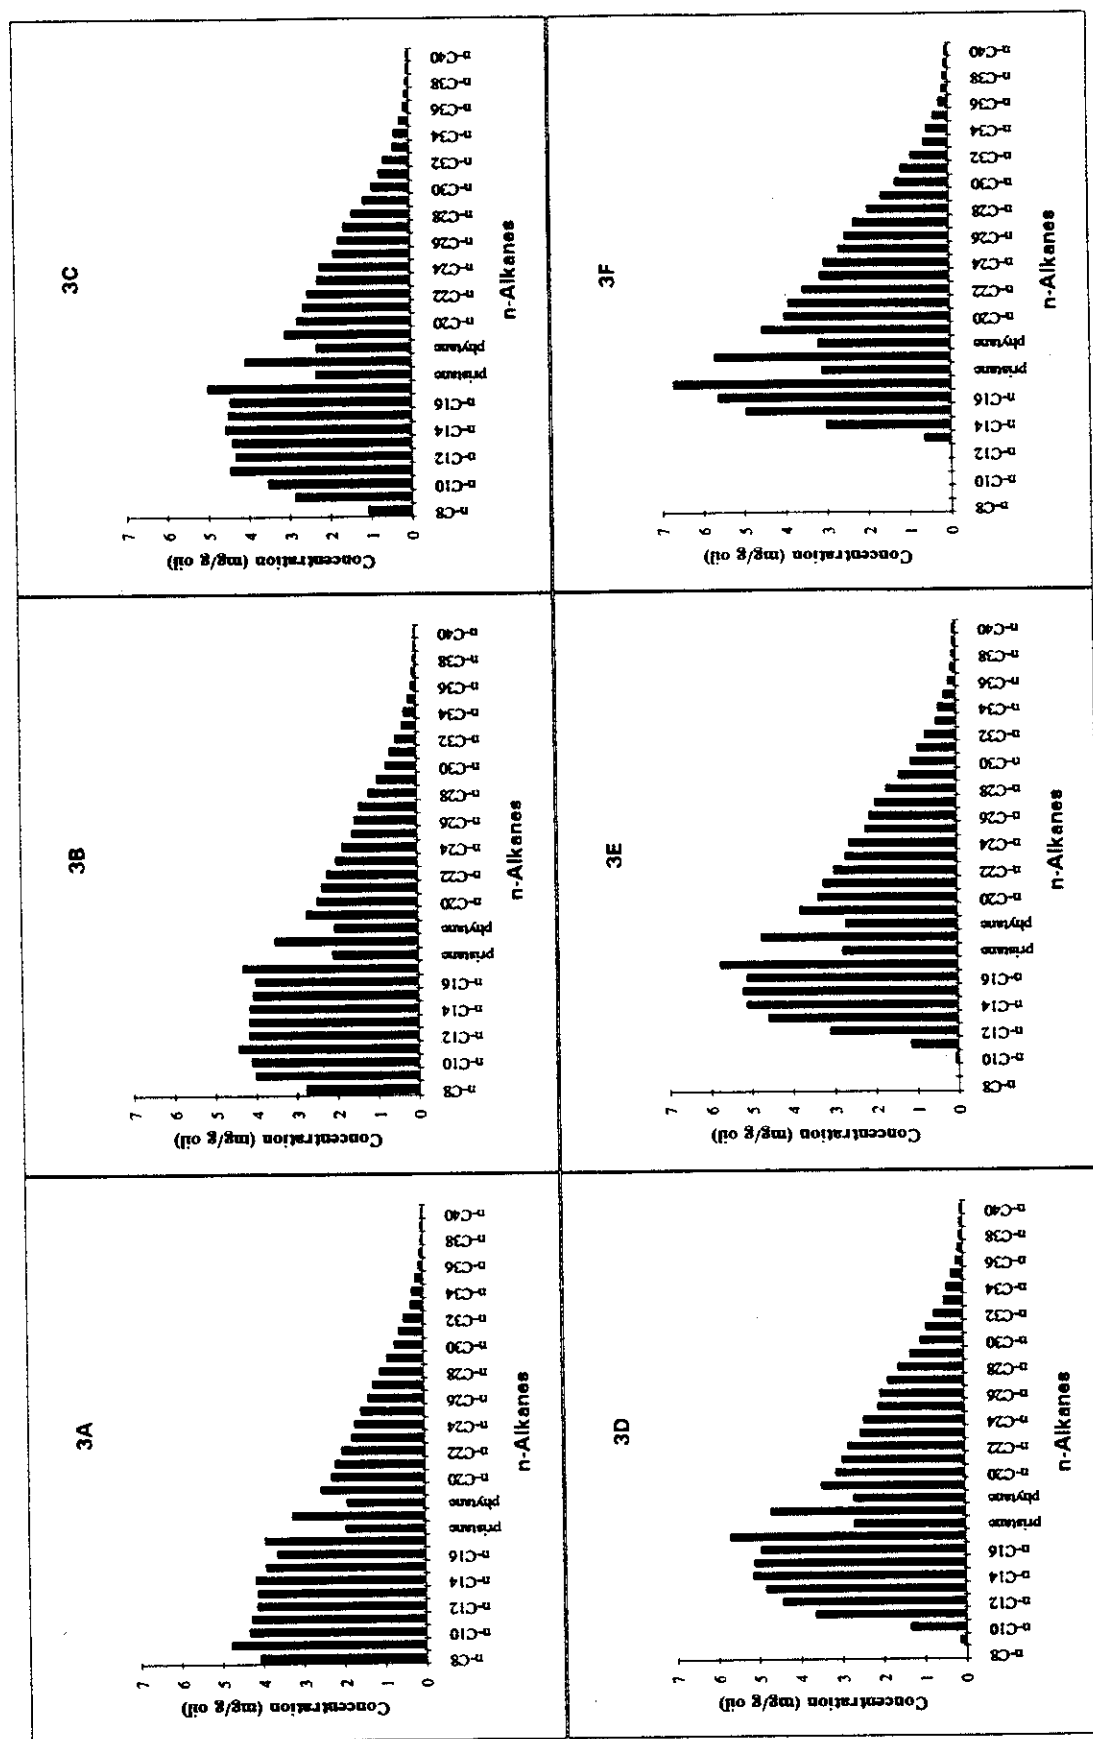 3A
Concentration (mg/g oil)
7
6
5
4
3
2
1
0
n-C8
n-C10
n-C12
n-C14
n-C16
pristane
phytane
n-C20
n-C22
n-C24
n-C26
n-C28
n-C30
n-C32
n-C34
n-C36
n-C38
n-C40
n-Alkanes
3B
Concentration (mg/g oil)
7
6
5
4
3
2
1
0
n-C8
n-C10
n-C12
n-C14
n-C16
pristane
phytane
n-C20
n-C22
n-C24
n-C26
n-C28
n-C30
n-C32
n-C34
n-C36
n-C38
n-C40
n-Alkanes
3C
Concentration (mg/g oil)
7
6
5
4
3
2
1
0
n-C8
n-C10
n-C12
n-C14
n-C16
pristane
phytane
n-C20
n-C22
n-C24
n-C26
n-C28
n-C30
n-C32
n-C34
n-C36
n-C38
n-C40
n-Alkanes
3D
Concentration (mg/g oil)
7
6
5
4
3
2
1
0
n-C8
n-C10
n-C12
n-C14
n-C16
pristane
phytane
n-C20
n-C22
n-C24
n-C26
n-C28
n-C30
n-C32
n-C34
n-C36
n-C38
n-C40
n-Alkanes
3E
Concentration (mg/g oil)
7
6
5
4
3
2
1
0
n-C8
n-C10
n-C12
n-C14
n-C16
pristane
phytane
n-C20
n-C22
n-C24
n-C26
n-C28
n-C30
n-C32
n-C34
n-C36
n-C38
n-C40
n-Alkanes
3F
Concentration (mg/g oil)
7
6
5
4
3
2
1
0
n-C8
n-C10
n-C12
n-C14
n-C16
pristane
phytane
n-C20
n-C22
n-C24
n-C26
n-C28
n-C30
n-C32
n-C34
n-C36
n-C38
n-C40
n-Alkanes